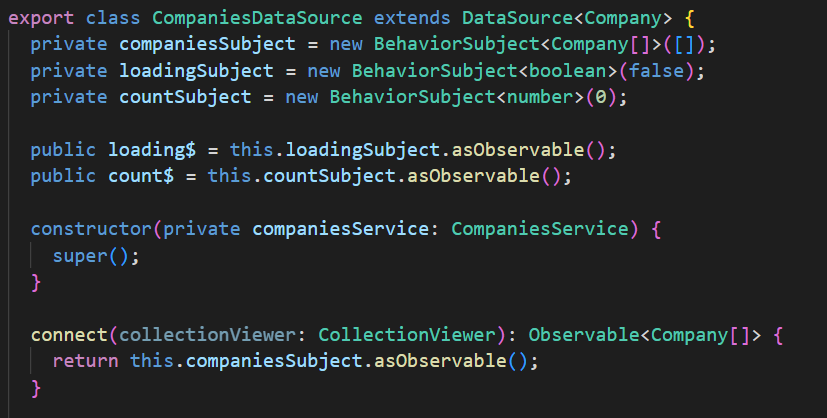 export class CompaniesDataSource extends DataSource<Company> {
  private companiesSubject = new BehaviorSubject<Company[]>([]);
  private loadingSubject = new BehaviorSubject<boolean>(false);
  private countSubject = new BehaviorSubject<number>(0);

  public loading$ = this.loadingSubject.asObservable();
  public count$ = this.countSubject.asObservable();

  constructor(private companiesService: CompaniesService) {
    super();
  }

  connect(collectionViewer: CollectionViewer): Observable<Company[]> {
    return this.companiesSubject.asObservable();
  }